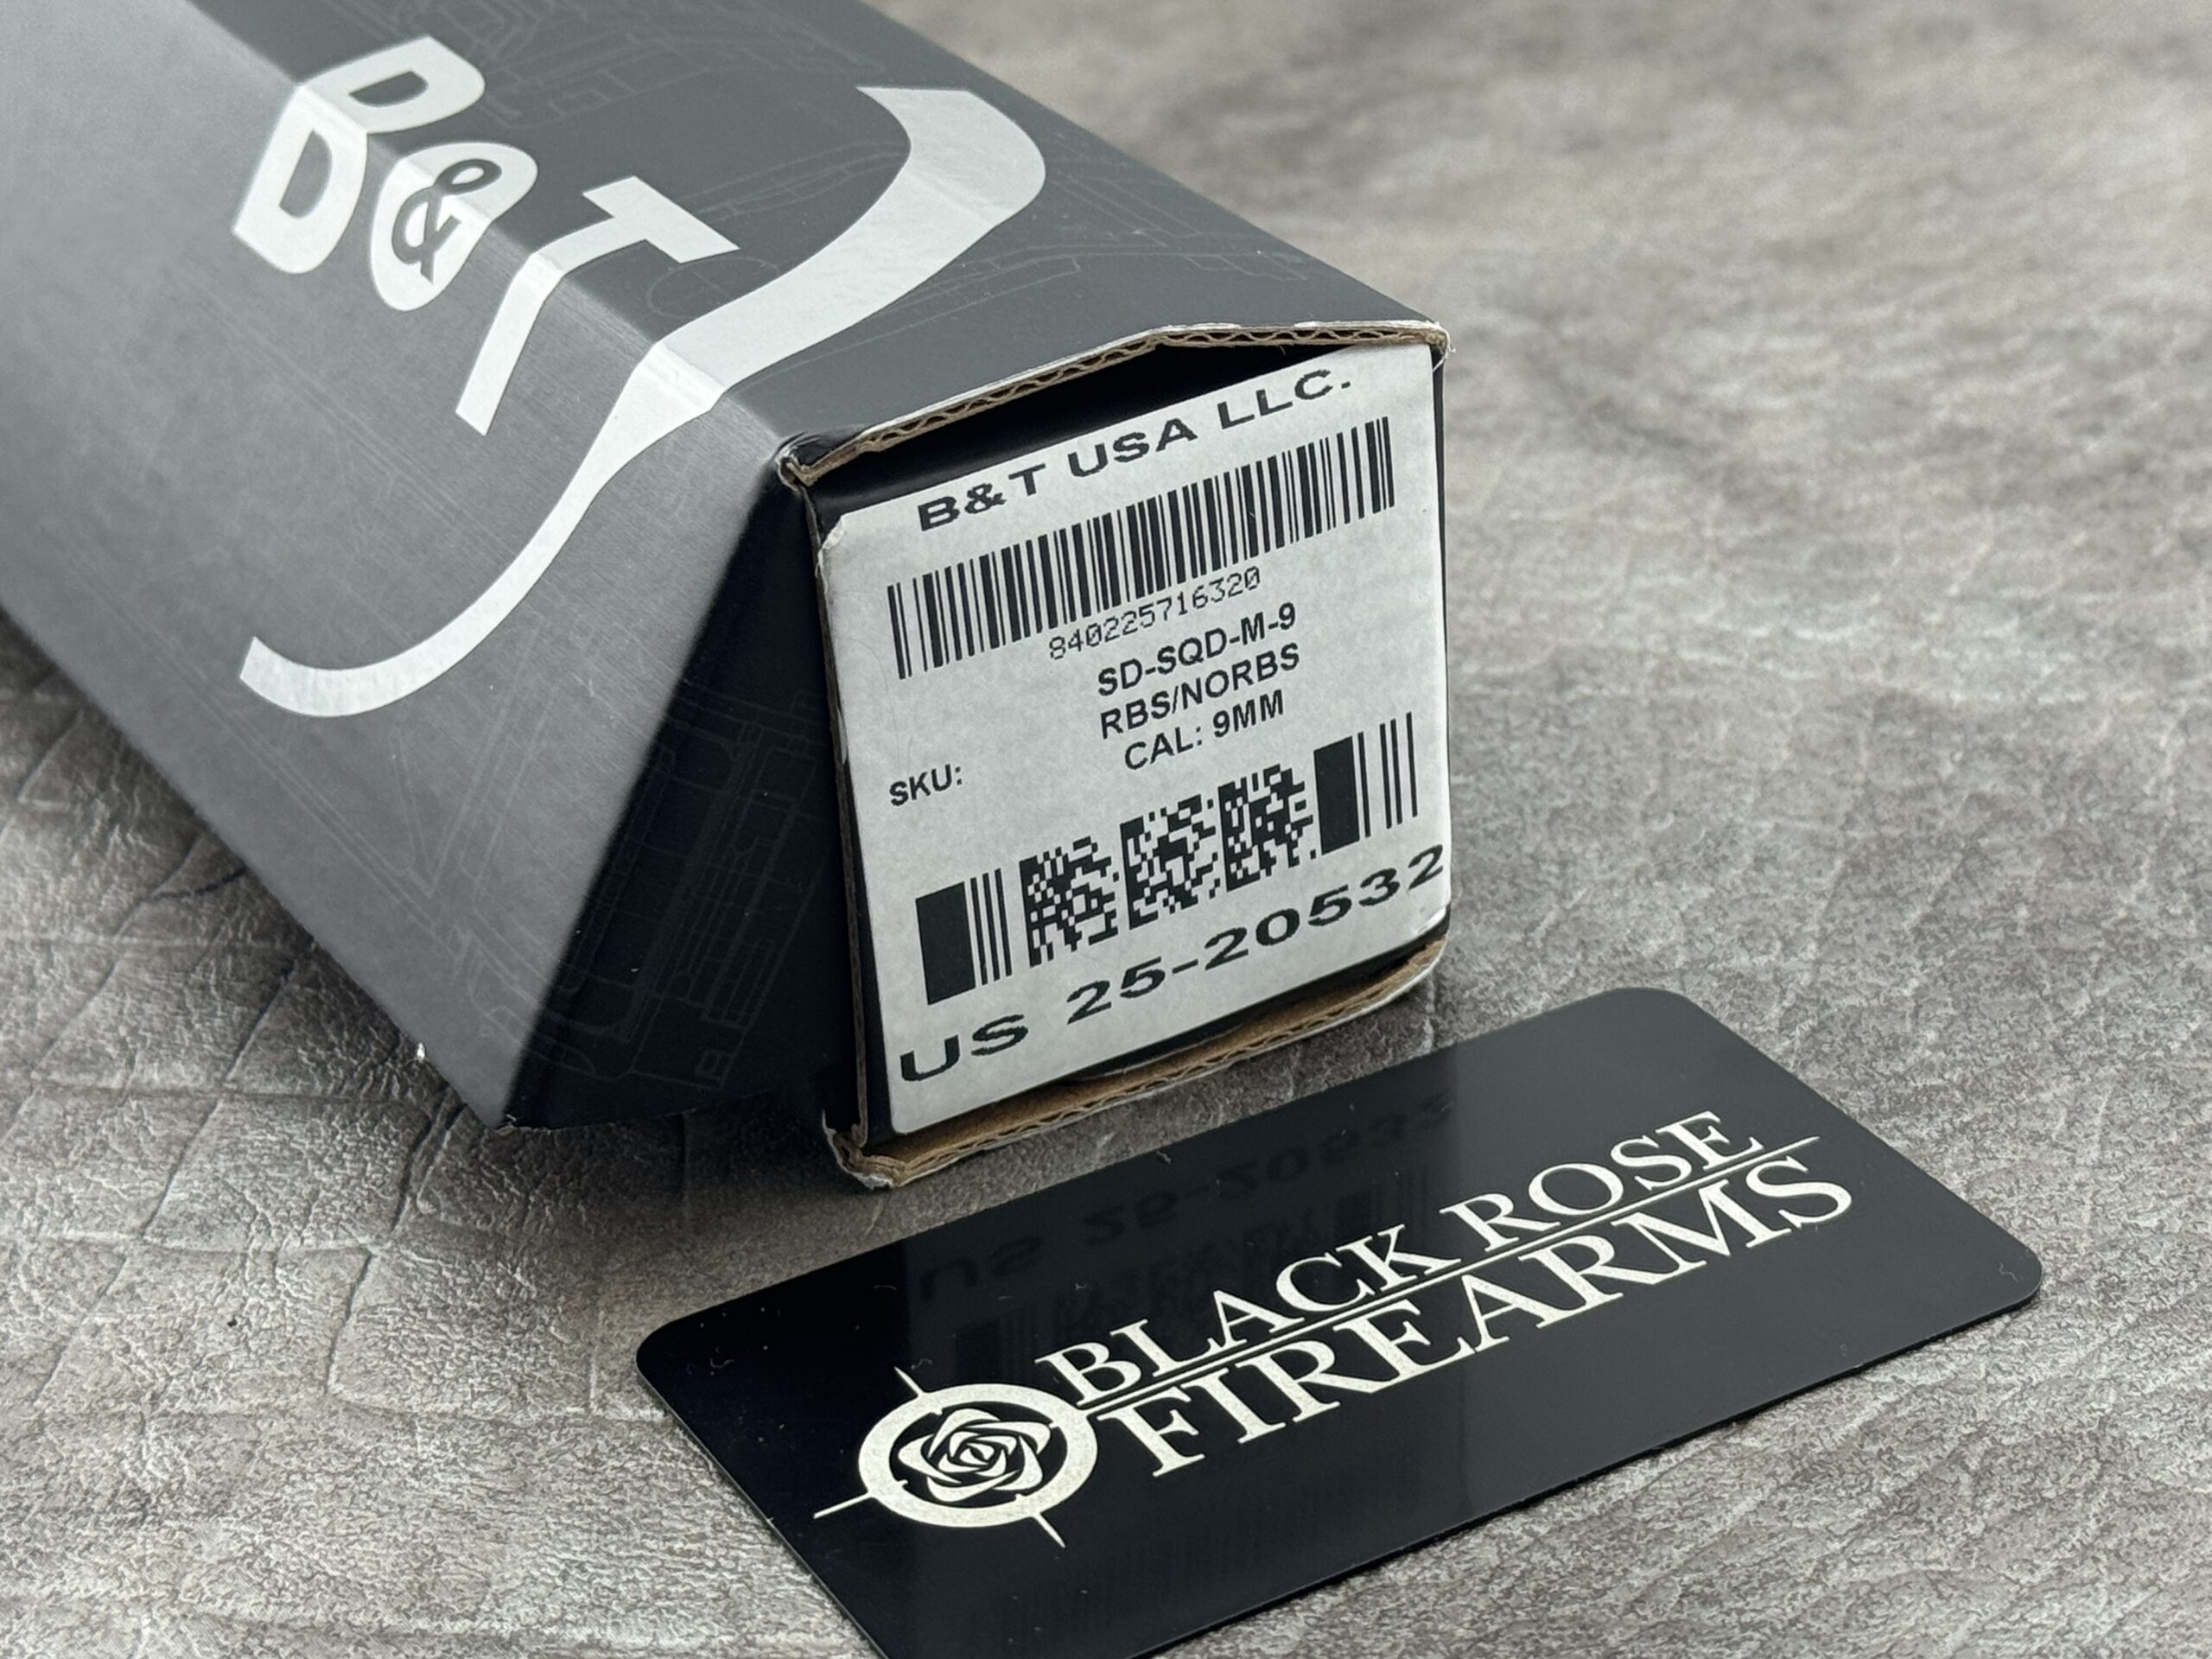 B&T
B&T USA LLC.
840225716320
SD-SQD-M-9
RBS/NORBS
CAL: 9MM
SKU:
US 25-20532
BLACK ROSE
FIREARMS